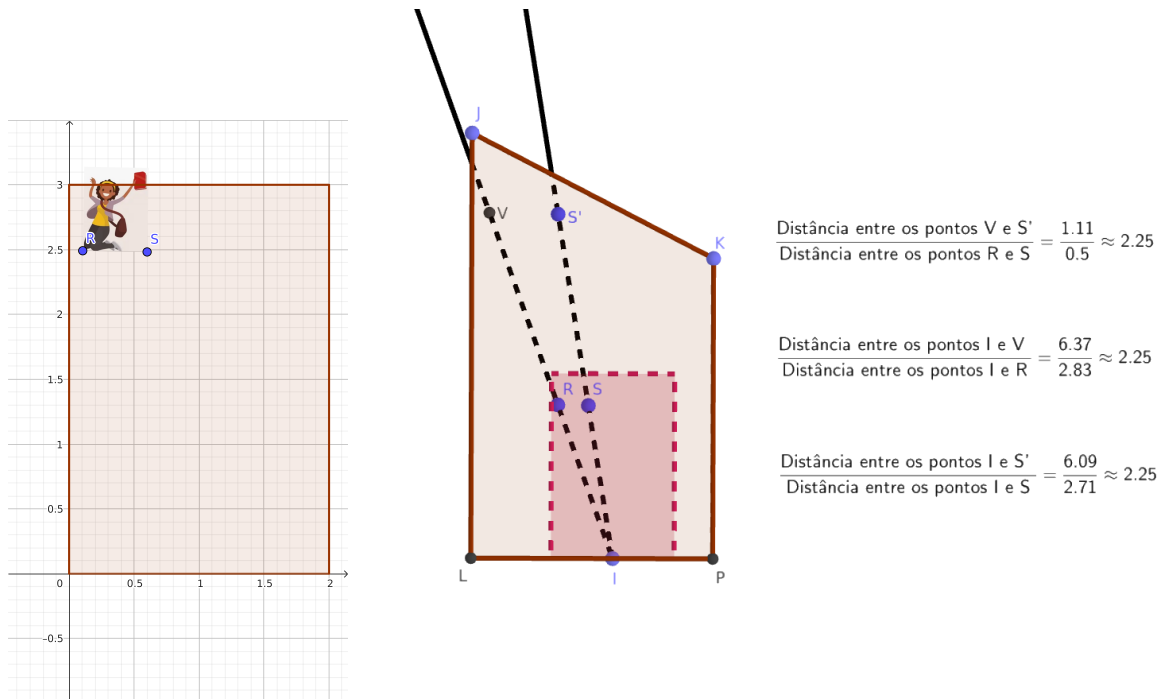 3
2.5
2
1.5
1
0.5
0
0.5
1
1.5
2
−0.5
R
S
J
V
S'
K
R
S
L
I
P
Distância entre os pontos V e S' / Distância entre os pontos R e S = 1.11 / 0.5 ≈ 2.25
Distância entre os pontos I e V / Distância entre os pontos I e R = 6.37 / 2.83 ≈ 2.25
Distância entre os pontos I e S' / Distância entre os pontos I e S = 6.09 / 2.71 ≈ 2.25